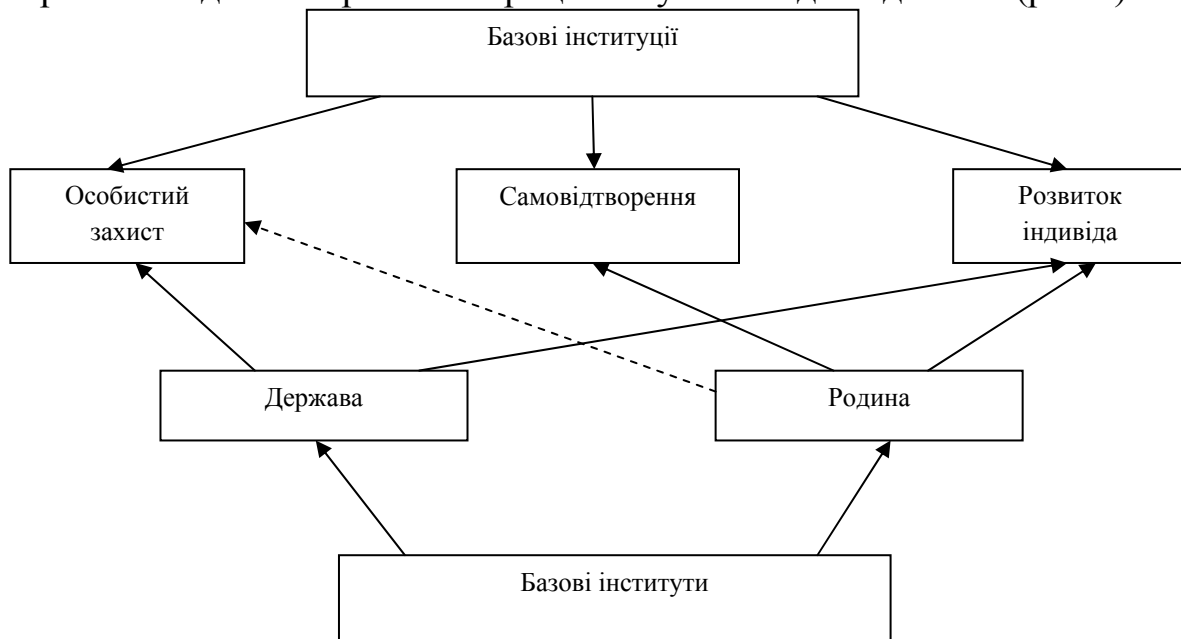 Базові інституції
Особистий
захист
Самовідтворення
Розвиток
індивіда
Держава
Родина
Базові інститути